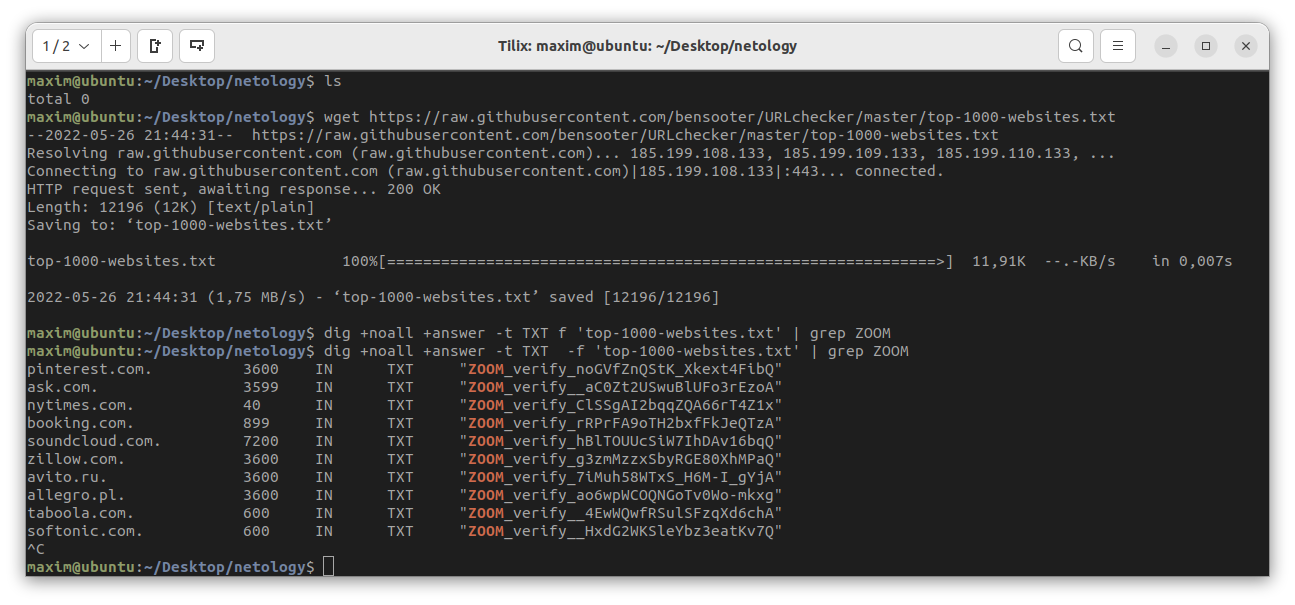 1 / 2
Tilix: maxim@ubuntu: ~/Desktop/netology
maxim@ubuntu:~/Desktop/netology$ ls
total 0
maxim@ubuntu:~/Desktop/netology$ wget https://raw.githubusercontent.com/bensooter/URLchecker/master/top-1000-websites.txt
--2022-05-26 21:44:31--  https://raw.githubusercontent.com/bensooter/URLchecker/master/top-1000-websites.txt
Resolving raw.githubusercontent.com (raw.githubusercontent.com)... 185.199.108.133, 185.199.109.133, 185.199.110.133, ...
Connecting to raw.githubusercontent.com (raw.githubusercontent.com)|185.199.108.133|:443... connected.
HTTP request sent, awaiting response... 200 OK
Length: 12196 (12K) [text/plain]
Saving to: ‘top-1000-websites.txt’
top-1000-websites.txt              100%[=============================================================>]  11,91K  --.-KB/s    in 0,007s
2022-05-26 21:44:31 (1,75 MB/s) - ‘top-1000-websites.txt’ saved [12196/12196]
maxim@ubuntu:~/Desktop/netology$ dig +noall +answer -t TXT f 'top-1000-websites.txt' | grep ZOOM
maxim@ubuntu:~/Desktop/netology$ dig +noall +answer -t TXT  -f 'top-1000-websites.txt' | grep ZOOM
pinterest.com.          3600    IN      TXT     "ZOOM_verify_noGVfZnQStK_Xkext4FibQ"
ask.com.                3599    IN      TXT     "ZOOM_verify__aC0Zt2USwuBlUFo3rEzoA"
nytimes.com.            40      IN      TXT     "ZOOM_verify_ClSSgAI2bqqZQA66rT4Z1x"
booking.com.            899     IN      TXT     "ZOOM_verify_rRPrFA9oTH2bxfFkJeQTzA"
soundcloud.com.         7200    IN      TXT     "ZOOM_verify_hBlTOUUcSiW7IhDAv16bqQ"
zillow.com.             3600    IN      TXT     "ZOOM_verify_g3zmMzzxSbyRGE80XhMPaQ"
avito.ru.               3600    IN      TXT     "ZOOM_verify_7iMuh58WTxS_H6M-I_gYjA"
allegro.pl.             3600    IN      TXT     "ZOOM_verify_ao6wpWCOQNGoTv0Wo-mkxg"
taboola.com.            600     IN      TXT     "ZOOM_verify__4EwWQwfRSulSFzqXd6chA"
softonic.com.           600     IN      TXT     "ZOOM_verify__HxdG2WKSleYbz3eatKv7Q"
^C
maxim@ubuntu:~/Desktop/netology$